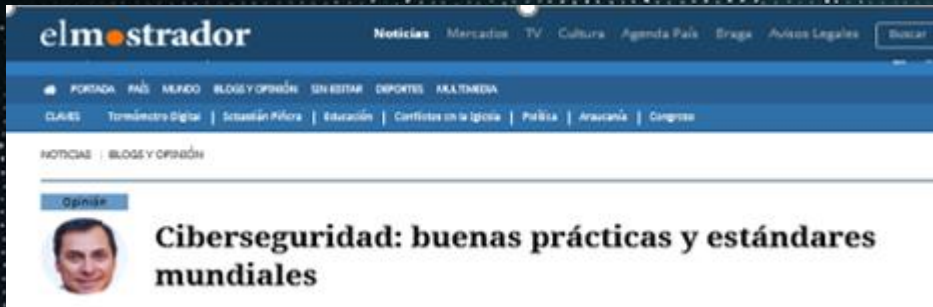 elmostrador
Noticias Mercados TV Cultura Agenda País Braga Avisos Legales Buscar
PORTADA PAÍS MUNDO BLOGS Y OPINIÓN SIN EDITAR DEPORTES MULTIMEDIA
CLAVES Termómetro Digital | Sebastián Piñera | Educación | Conflictos en la Iglesia | Política | Araucanía | Congreso
NOTICIAS | BLOGS Y OPINIÓN
Opinión
Ciberseguridad: buenas prácticas y estándares
mundiales